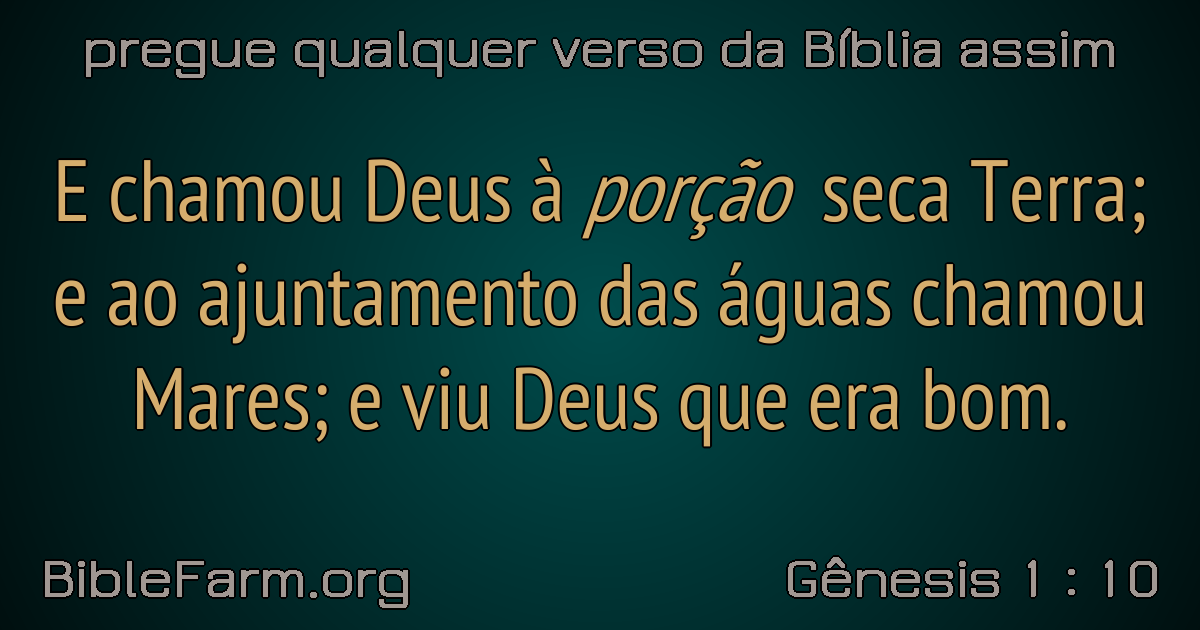 pregue qualquer verso da Bíblia assim
E chamou Deus à porção seca Terra;
e ao ajuntamento das águas chamou
Mares; e viu Deus que era bom.
BibleFarm.org
Gênesis 1 : 10